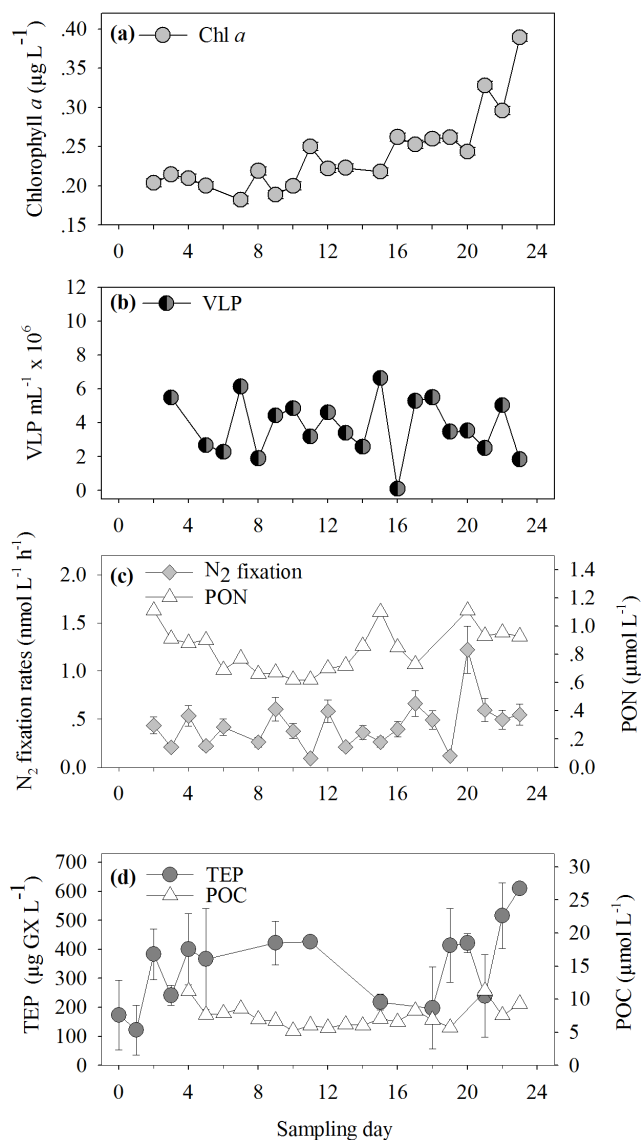 (a) Chl a
Chlorophyll a (µg L-1)
.40
.35
.30
.25
.20
.15
0 4 8 12 16 20 24
(b) VLP
VLP mL-1 x 10^6
12
10
8
6
4
2
0
0 4 8 12 16 20 24
(c) N2 fixation
PON
N2 fixation rates (nmol L-1 h-1)
2.0
1.5
1.0
.5
0.0
PON
(µmol L-1)
1.4
1.2
1.0
.8
.6
.4
.2
0.0
0 4 8 12 16 20 24
(d) TEP
POC
TEP (µg GX L-1)
700
600
500
400
300
200
100
0
POC
(µmol L-1)
30
25
20
15
10
5
0
0 4 8 12 16 20 24
Sampling day